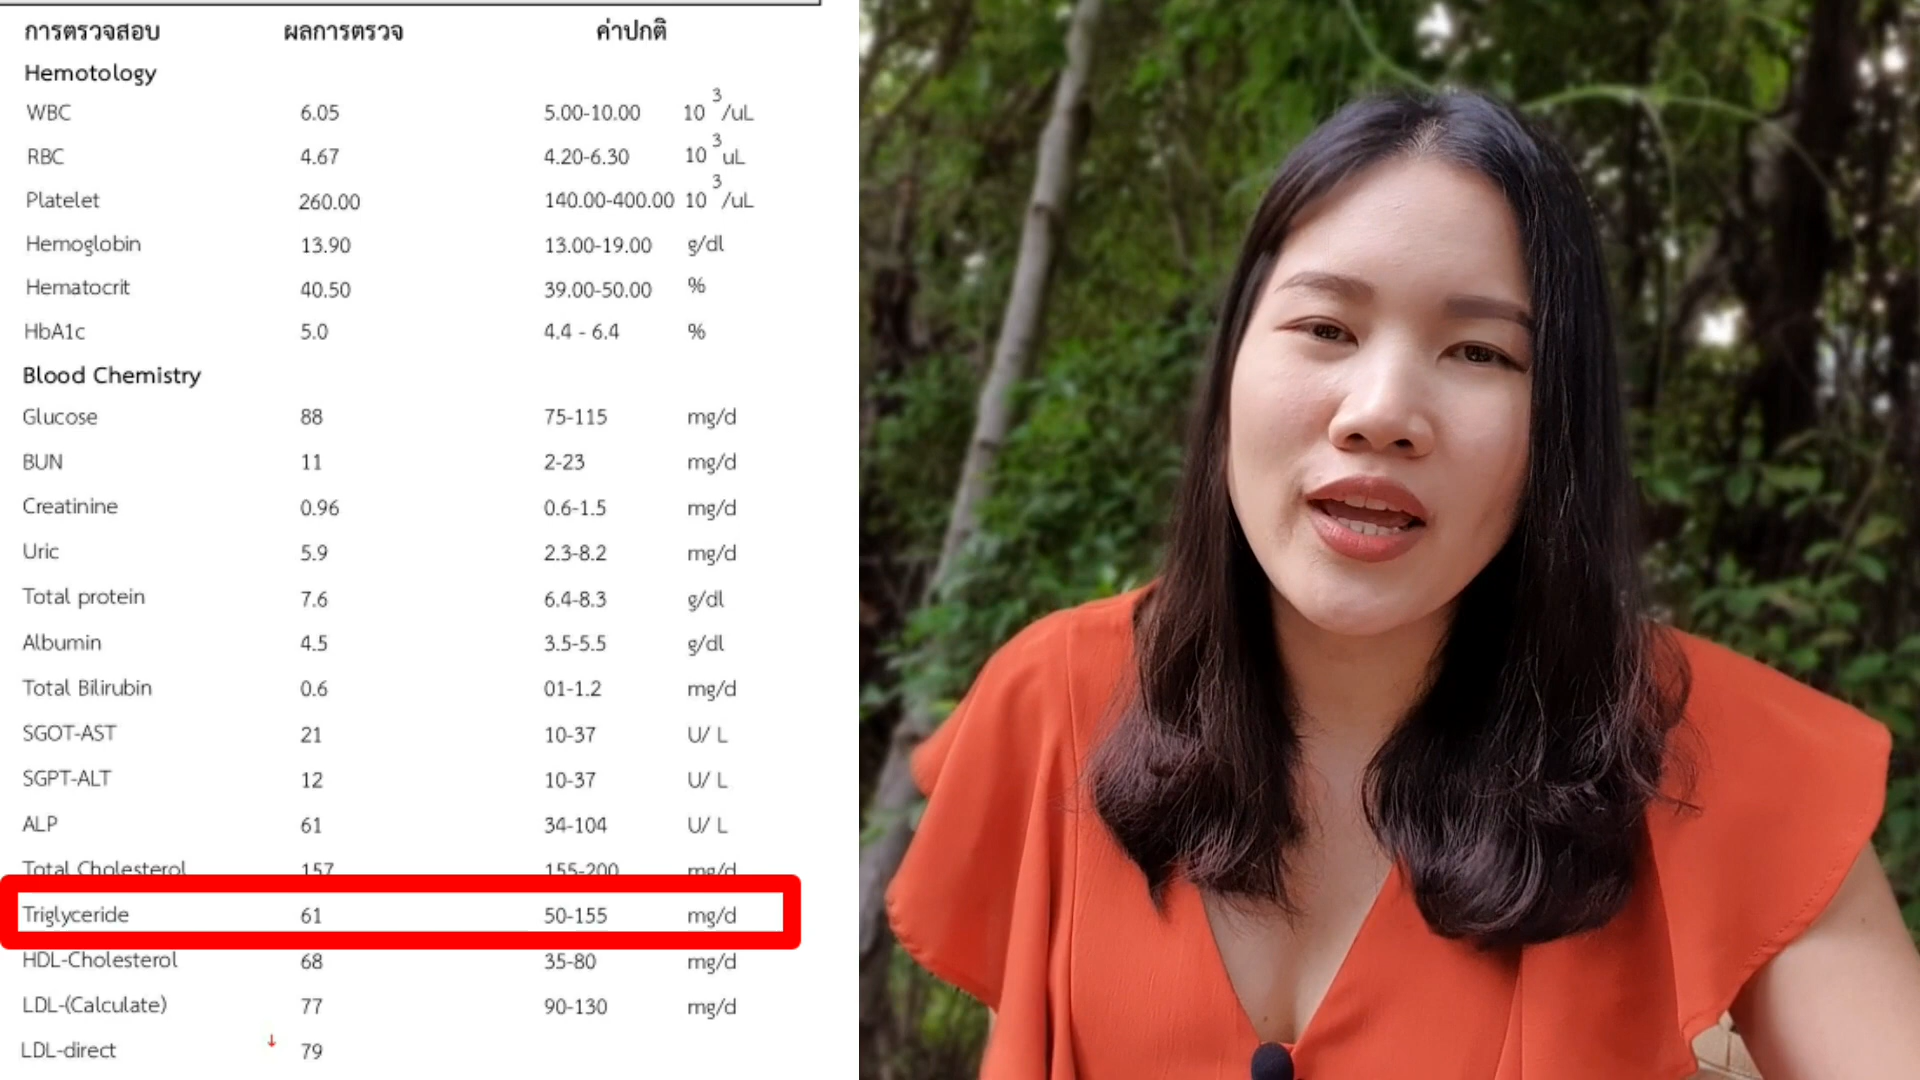 การตรวจสอบ ผลการตรวจ ค่าปกติ
Hemotology
WBC 6.05 5.00-10.00 10 3 /uL
RBC 4.67 4.20-6.30 10 3 uL
Platelet 260.00 140.00-400.00 10 3 /uL
Hemoglobin 13.90 13.00-19.00 g/dl
Hematocrit 40.50 39.00-50.00 %
HbA1c 5.0 4.4 - 6.4 %
Blood Chemistry
Glucose 88 75-115 mg/d
BUN 11 2-23 mg/d
Creatinine 0.96 0.6-1.5 mg/d
Uric 5.9 2.3-8.2 mg/d
Total protein 7.6 6.4-8.3 g/dl
Albumin 4.5 3.5-5.5 g/dl
Total Bilirubin 0.6 01-1.2 mg/d
SGOT-AST 21 10-37 U/ L
SGPT-ALT 12 10-37 U/ L
ALP 61 34-104 U/ L
Total Cholesterol 157 155-200 mg/d
Triglyceride 61 50-155 mg/d
HDL-Cholesterol 68 35-80 mg/d
LDL-(Calculate) 77 90-130 mg/d
LDL-direct ↓ 79